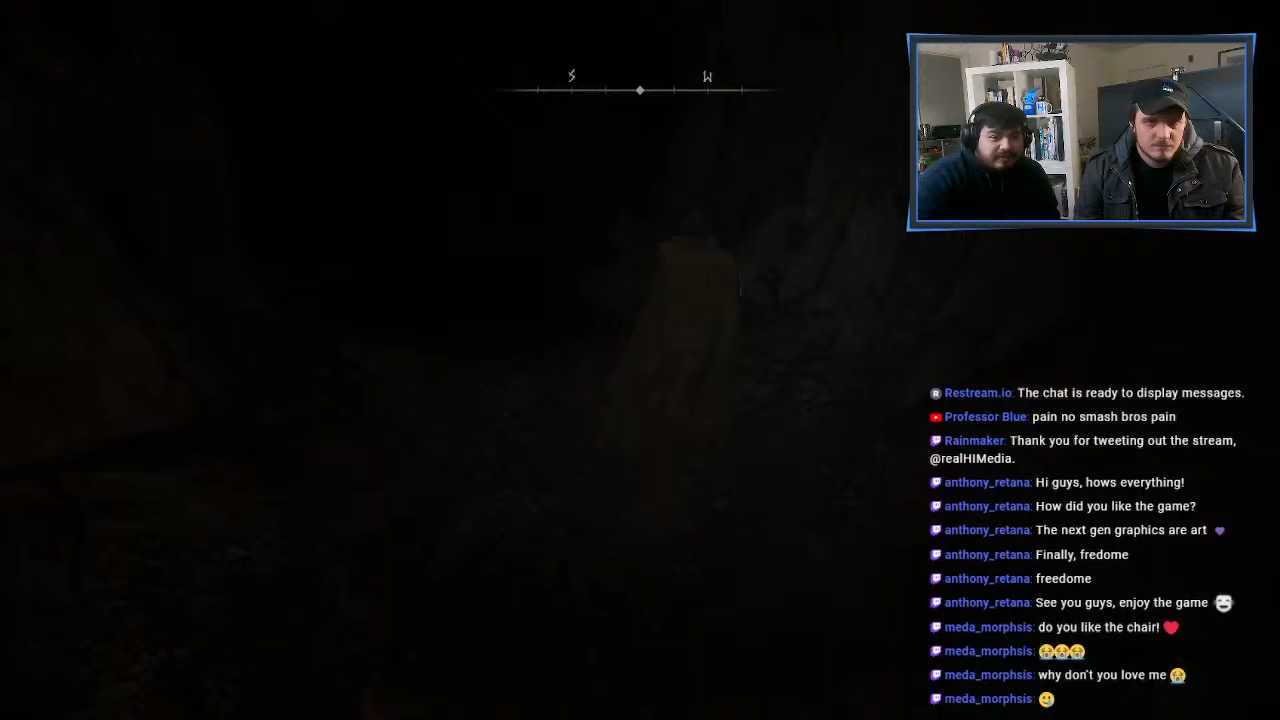 S W
Restream.io: The chat is ready to display messages.
Professor Blue: pain no smash bros pain
Rainmaker: Thank you for tweeting out the stream,
@realHIMedia.
anthony_retana: Hi guys, hows everything!
anthony_retana: How did you like the game?
anthony_retana: The next gen graphics are art 💜
anthony_retana: Finally, fredome
anthony_retana: freedome
anthony_retana: See you guys, enjoy the game
meda_morphsis: do you like the chair! ❤️
meda_morphsis: 😭😭😭
meda_morphsis: why don't you love me 😭
meda_morphsis: 🥲